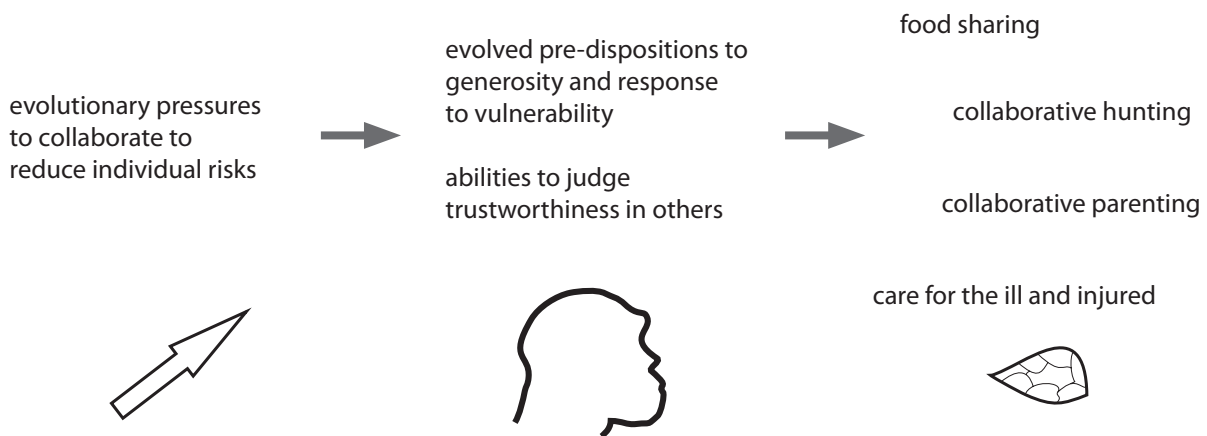 evolutionary pressures
to collaborate to
reduce individual risks
evolved pre-dispositions to
generosity and response
to vulnerability
abilities to judge
trustworthiness in others
food sharing
collaborative hunting
collaborative parenting
care for the ill and injured